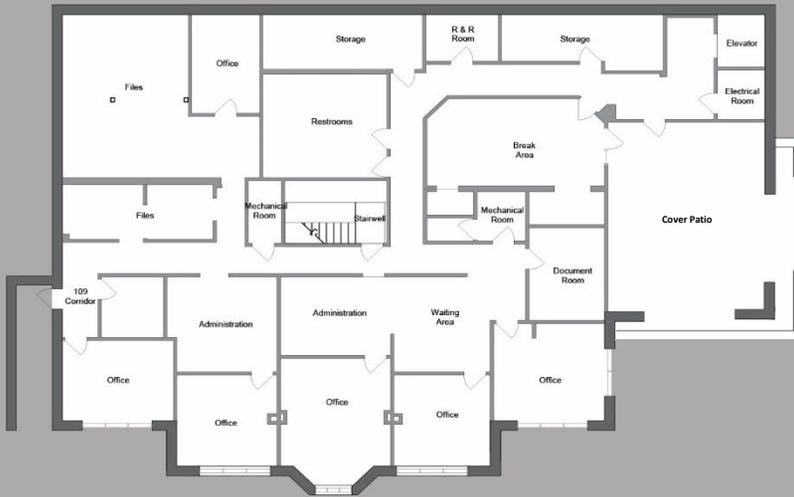 R & R
Room
Storage
Storage
Elevator
Office
Files
Electrical
Room
Restrooms
Break
Area
Files
Mechanical
Room
Stairwell
Mechanical
Room
Cover Patio
Document
Room
109
Corridor
Administration
Administration
Waiting
Area
Office
Office
Office
Office
Office